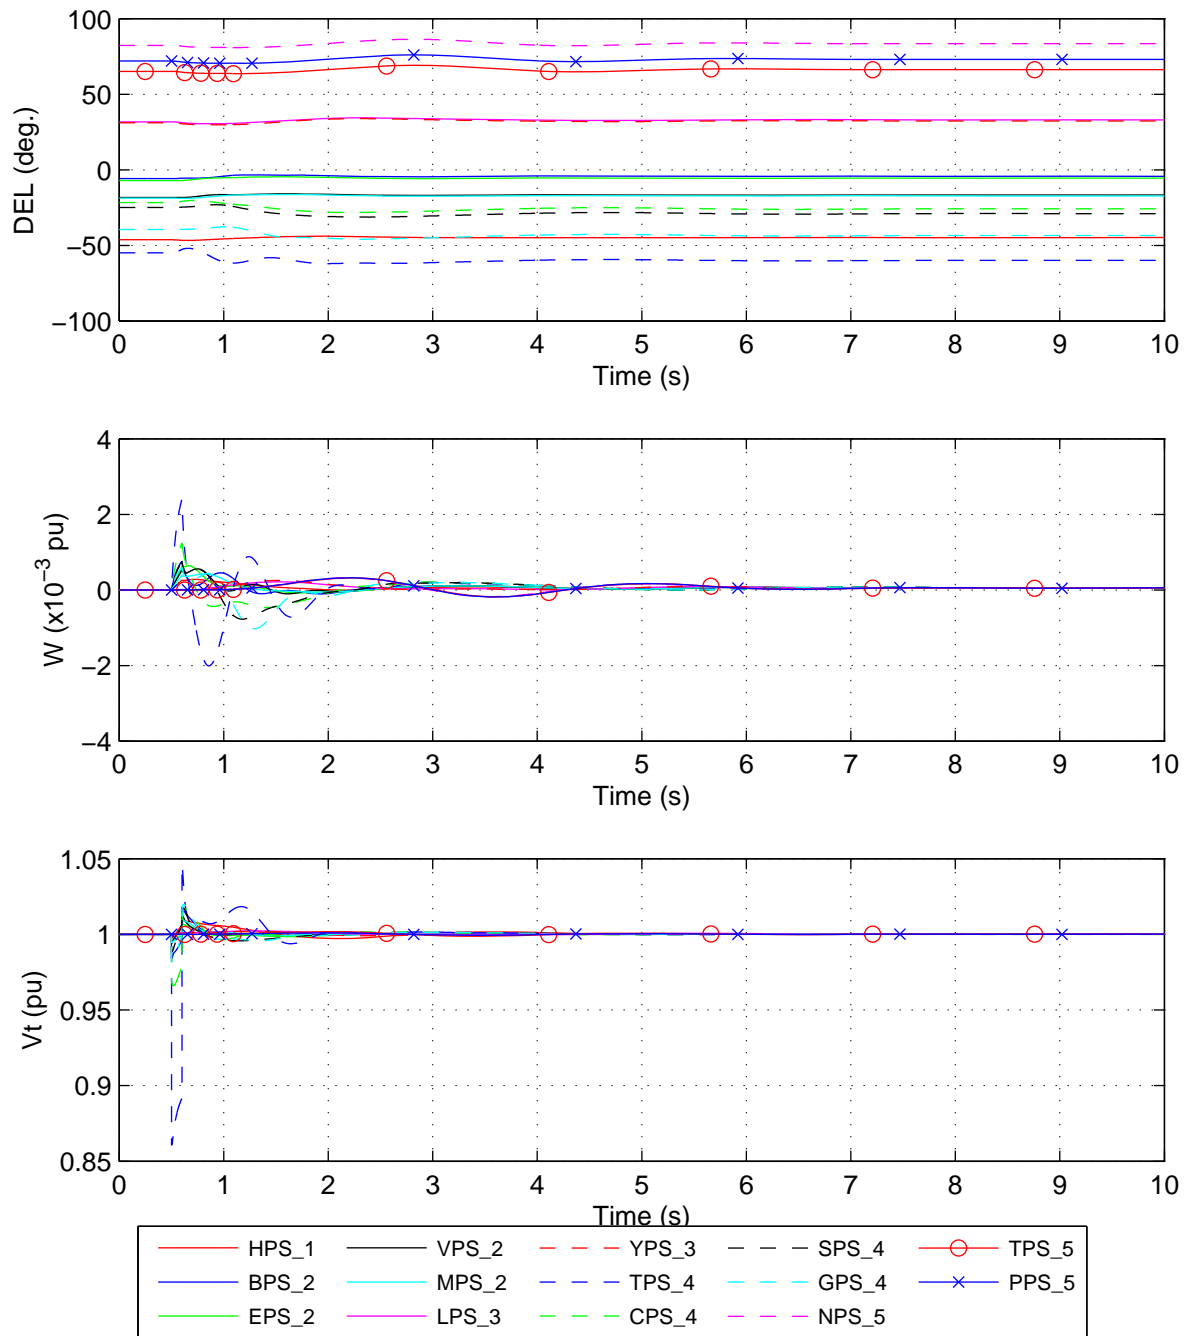 100
50
0
−50
−100
DEL (deg.)
0 1 2 3 4 5 6 7 8 9 10
Time (s)
4
2
0
−2
−4
W (x10⁻³ pu)
0 1 2 3 4 5 6 7 8 9 10
Time (s)
1.05
1
0.95
0.9
0.85
Vt (pu)
0 1 2 3 4 5 6 7 8 9 10
Time (s)
HPS_1 VPS_2 YPS_3 SPS_4 TPS_5
BPS_2 MPS_2 TPS_4 GPS_4 PPS_5
EPS_2 LPS_3 CPS_4 NPS_5